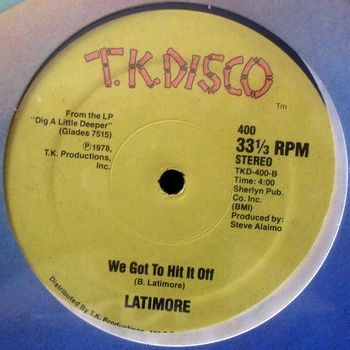 T.K.DISCO
TM
From the LP
"Dig A Little Deeper"
(Glades 7515)
℗1978,
T.K. Productions,
Inc.
400
33⅓ RPM
STEREO
TKD-400-B
Time: 4:00
Sherlyn Pub.
Co. Inc.
(BMI)
Produced by:
Steve Alaimo
We Got To Hit It Off
(B. Latimore)
LATIMORE
Distributed By T.K. Productions,